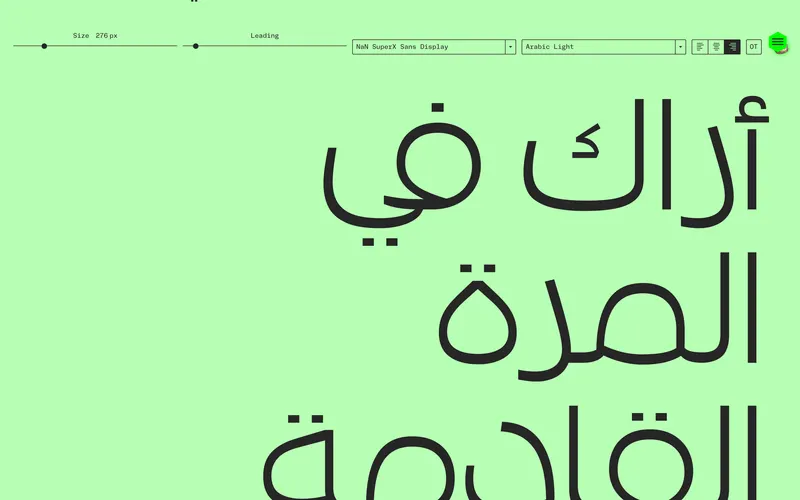 Size 276 px
Leading
NaN SuperX Sans Display
Arabic Light
OT
أراك في
المرة
القادمة